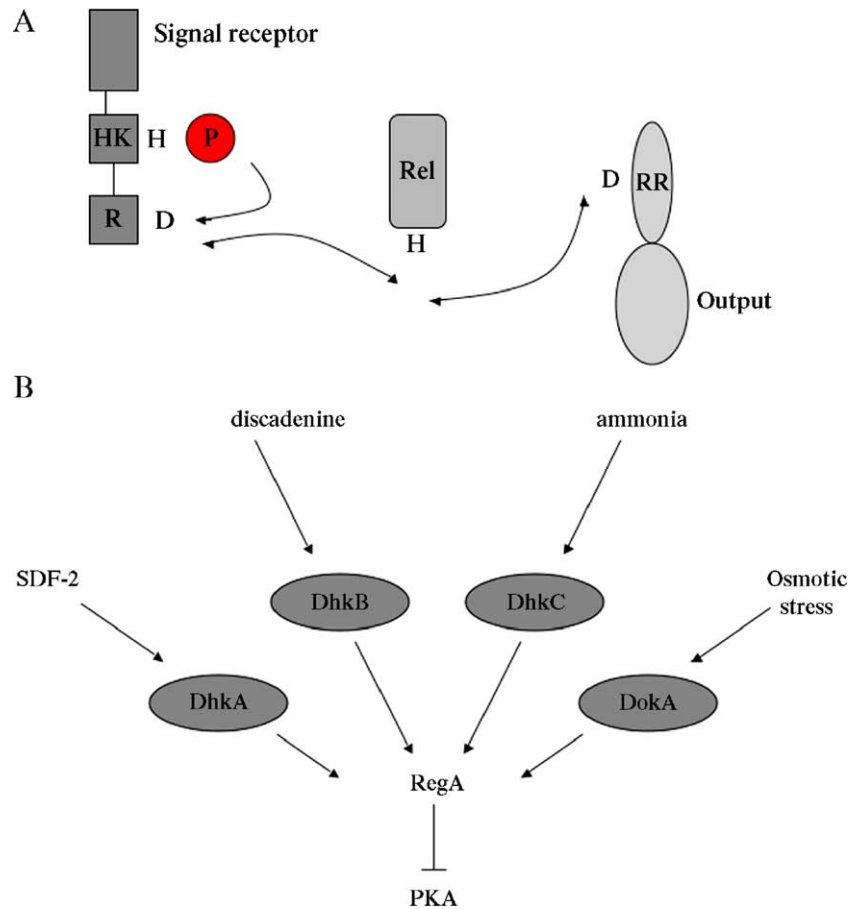 A
Signal receptor
HK H P
R D
Rel
H
D RR
Output
B
discadenine ammonia
SDF-2
Osmotic
stress
DhkB DhkC
DhkA DokA
RegA
PKA